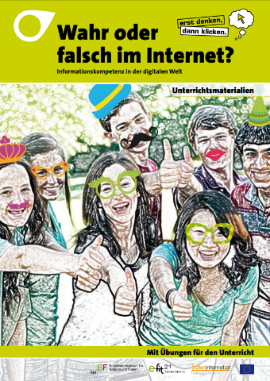 Wahr oder
falsch im Internet?
erst denken,
dann klicken.
Informationskompetenz in der digitalen Welt
Unterrichtsmaterialien
Mit Übungen für den Unterricht
efit21